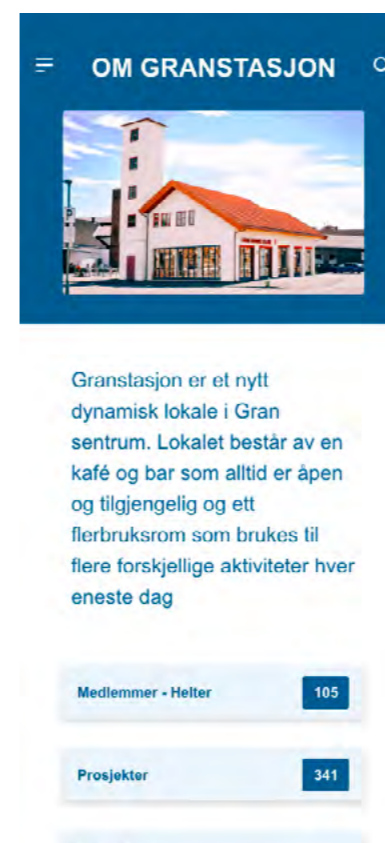 OM GRANSTASJON
Granstasjon er et nytt
dynamisk lokale i Gran
sentrum. Lokalet består av en
kafé og bar som alltid er åpen
og tilgjengelig og ett
flerbruksrom som brukes til
flere forskjellige aktiviteter hver
eneste dag
Medlemmer - Helter 105
Prosjekter 341